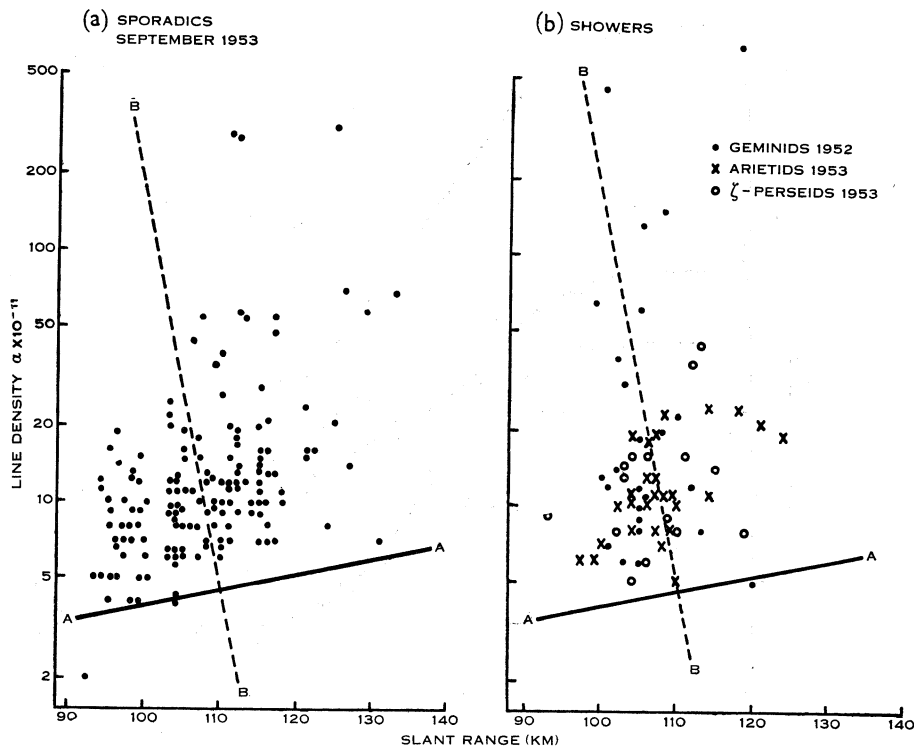 (a) SPORADICS
SEPTEMBER 1953
(b) SHOWERS
500
200
100
50
20
10
5
2
LINE DENSITY α X10⁻¹¹
B
B
A
A
90
100
110
120
130
140
B
B
A
A
• GEMINIDS 1952
x ARIETIDS 1953
o ζ-PERSEIDS 1953
90
100
110
120
130
140
SLANT RANGE (KM)